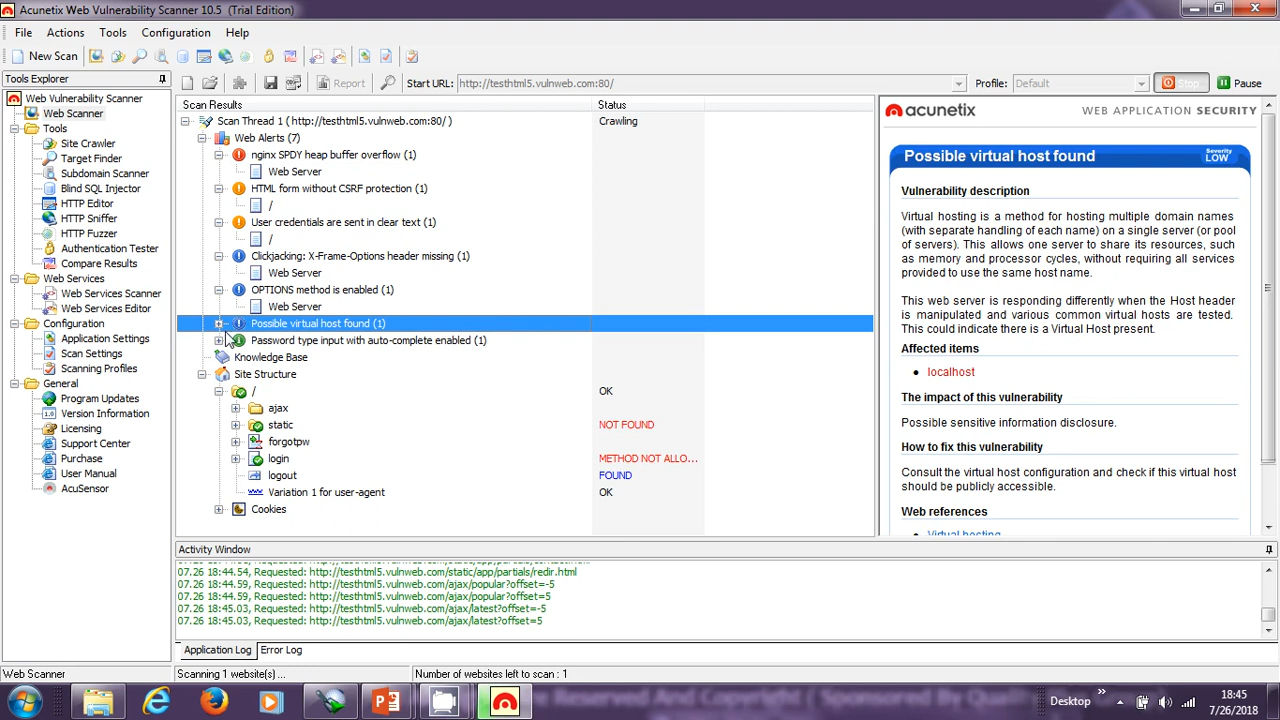 Acunetix Web Vulnerability Scanner 10.5 (Trial Edition)
File Actions Tools Configuration Help
New Scan
Report
Start URL: http://testhtml5.vulnweb.com:80/
Profile: Default
Stop
Pause
Tools Explorer
Web Vulnerability Scanner
Web Scanner
Tools
Site Crawler
Target Finder
Subdomain Scanner
Blind SQL Injector
HTTP Editor
HTTP Sniffer
HTTP Fuzzer
Authentication Tester
Compare Results
Web Services
Web Services Scanner
Web Services Editor
Configuration
Application Settings
Scan Settings
Scanning Profiles
General
Program Updates
Version Information
Licensing
Support Center
Purchase
User Manual
AcuSensor
Scan Results Status
Scan Thread 1 ( http://testhtml5.vulnweb.com:80/ ) Crawling
Web Alerts (7)
nginx SPDY heap buffer overflow (1)
Web Server
HTML form without CSRF protection (1)
/
User credentials are sent in clear text (1)
/
Clickjacking: X-Frame-Options header missing (1)
Web Server
OPTIONS method is enabled (1)
Web Server
Possible virtual host found (1)
Password type input with auto-complete enabled (1)
Knowledge Base
Site Structure
/ OK
ajax
static NOT FOUND
forgotpw
login METHOD NOT ALLO...
logout FOUND
Variation 1 for user-agent OK
Cookies
acunetix WEB APPLICATION SECURITY
Possible virtual host found Severity LOW
Vulnerability description
Virtual hosting is a method for hosting multiple domain names
(with separate handling of each name) on a single server (or pool
of servers). This allows one server to share its resources, such
as memory and processor cycles, without requiring all services
provided to use the same host name.
This web server is responding differently when the Host header
is manipulated and various common virtual hosts are tested.
This could indicate there is a Virtual Host present.
Affected items
localhost
The impact of this vulnerability
Possible sensitive information disclosure.
How to fix this vulnerability
Consult the virtual host configuration and check if this virtual host
should be publicly accessible.
Web references
Virtual hosting
Activity Window
07.26 18:44.54, Requested: http://testhtml5.vulnweb.com/static/app/partials/redir.html
07.26 18:44.59, Requested: http://testhtml5.vulnweb.com/ajax/popular?offset=-5
07.26 18:44.59, Requested: http://testhtml5.vulnweb.com/ajax/popular?offset=5
07.26 18:45.03, Requested: http://testhtml5.vulnweb.com/ajax/latest?offset=-5
07.26 18:45.03, Requested: http://testhtml5.vulnweb.com/ajax/latest?offset=5
Application Log Error Log
Web Scanner Scanning 1 website(s)... Number of websites left to scan : 1
Desktop
18:45
7/26/2018